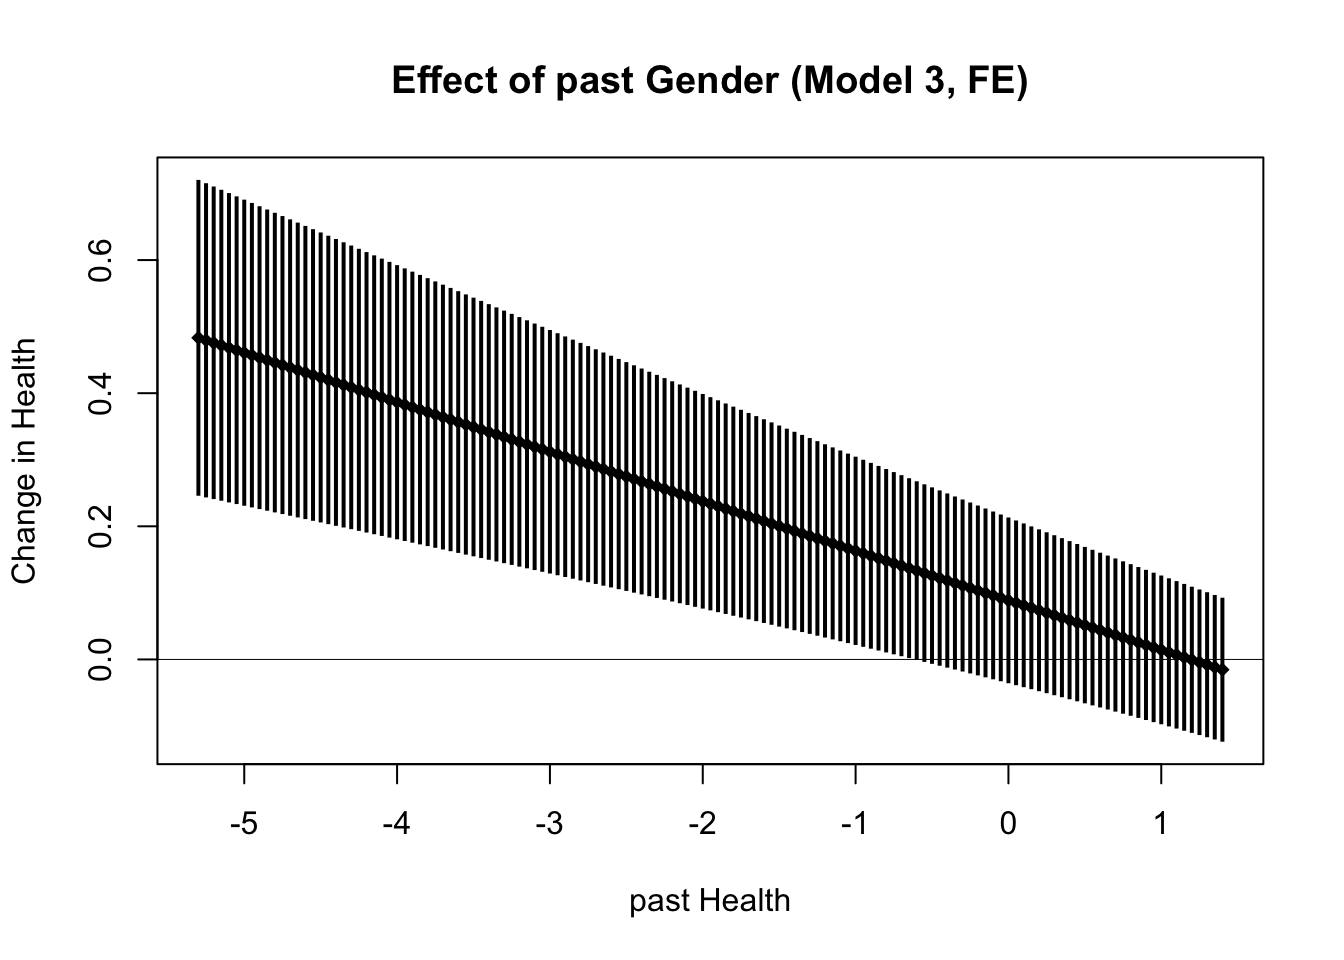 Effect of past Gender (Model 3, FE)
Change in Health
0.6
0.4
0.2
0.0
-5 -4 -3 -2 -1 0 1
past Health